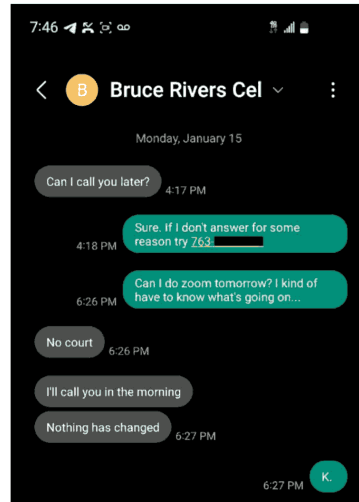 7:46
B Bruce Rivers Cel
Monday, January 15
Can I call you later?
4:17 PM
Sure. If I don't answer for some
reason try 763-
4:18 PM
Can I do zoom tomorrow? I kind of
have to know what's going on...
6:26 PM
No court
6:26 PM
I'll call you in the morning
Nothing has changed
6:27 PM
K.
6:27 PM